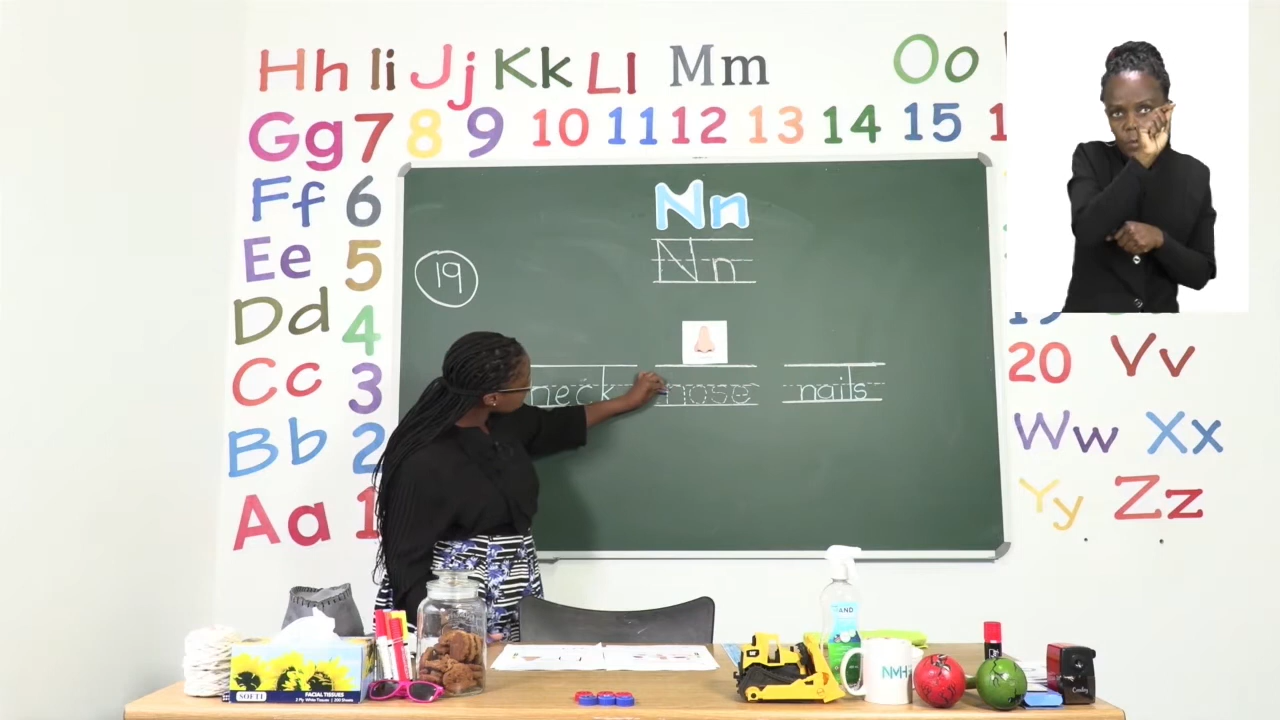 Hh Ii Jj Kk Ll Mm Oo
Gg 7 8 9 10 11 12 13 14 15
Ff 6
Nn
Nn
Ee 5
19
Dd 4
Cc 3
20 Vv
neck nose nails
Bb 2
Ww Xx
Aa 1
Yy Zz
SOFTI
FACIAL TISSUES